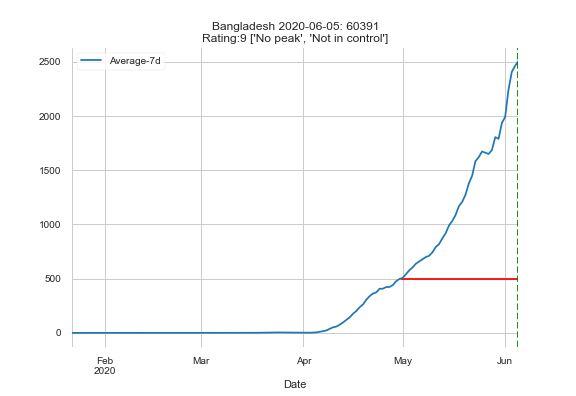 Bangladesh 2020-06-05: 60391
Rating:9 ['No peak', 'Not in control']
Average-7d
2500
2000
1500
1000
500
0
Feb
2020
Mar
Apr
May
Jun
Date